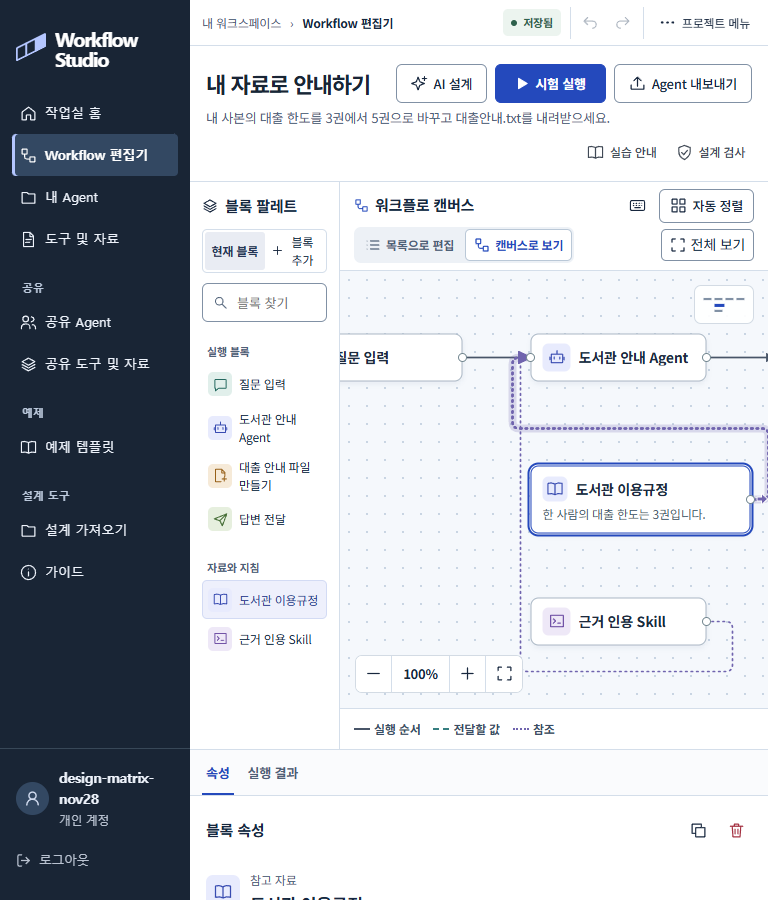 Workflow
Studio
작업실 홈
Workflow 편집기
내 Agent
도구 및 자료
공유
공유 Agent
공유 도구 및 자료
예제
예제 템플릿
설계 도구
설계 가져오기
가이드
design-matrix-
nov28
개인 계정
로그아웃
내 워크스페이스 › Workflow 편집기
저장됨
프로젝트 메뉴
내 자료로 안내하기
AI 설계
시험 실행
Agent 내보내기
내 사본의 대출 한도를 3권에서 5권으로 바꾸고 대출안내.txt를 내려받으세요.
실습 안내
설계 검사
블록 팔레트
현재 블록
블록
추가
블록 찾기
실행 블록
질문 입력
도서관 안내
Agent
대출 안내 파일
만들기
답변 전달
자료와 지침
도서관 이용규정
근거 인용 Skill
워크플로 캔버스
자동 정렬
목록으로 편집
캔버스로 보기
전체 보기
질문 입력
도서관 안내 Agent
도서관 이용규정
한 사람의 대출 한도는 3권입니다.
근거 인용 Skill
100%
실행 순서
전달할 값
참조
속성
실행 결과
블록 속성
참고 자료
도서관 이용규정